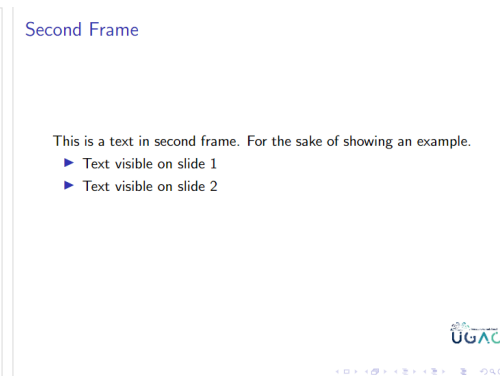 Second Frame
This is a text in second frame. For the sake of showing an example.
Text visible on slide 1
Text visible on slide 2
UGAC